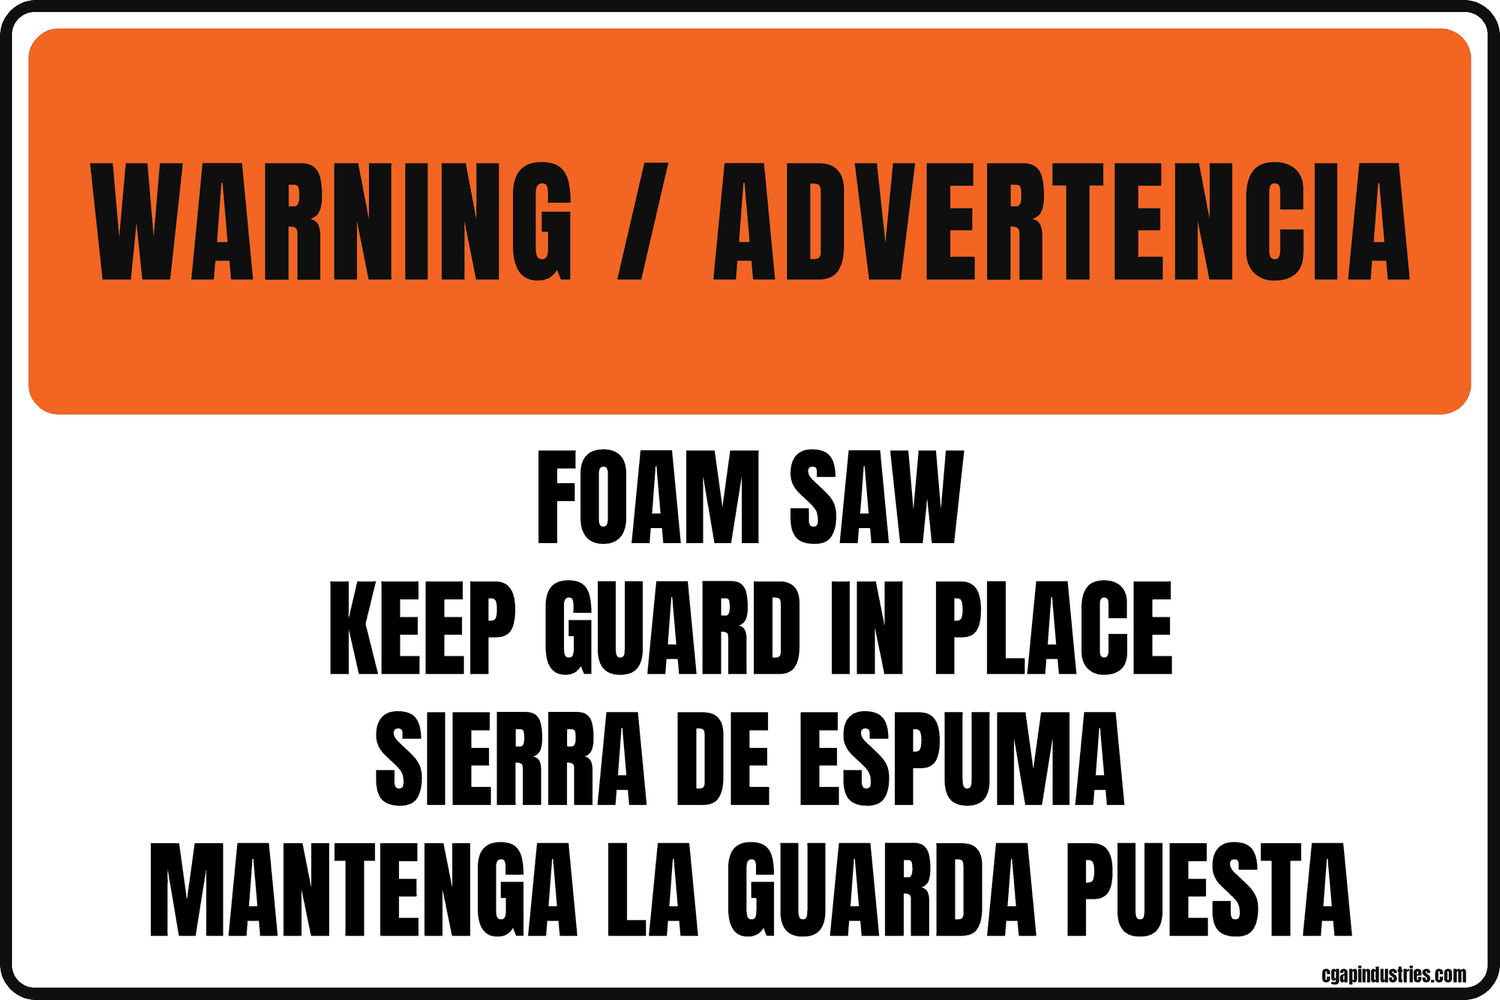 WARNING / ADVERTENCIA
FOAM SAW
KEEP GUARD IN PLACE
SIERRA DE ESPUMA
MANTENGA LA GUARDA PUESTA
cgapindustries.com